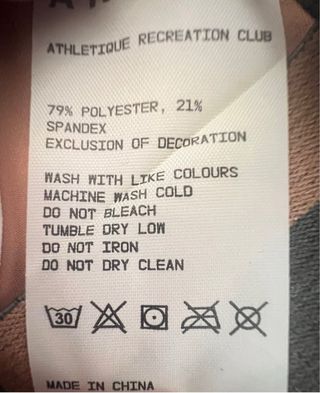 ATHLETIQUE RECREATION CLUB
79% POLYESTER, 21%
SPANDEX
EXCLUSION OF DECORATION
WASH WITH LIKE COLOURS
MACHINE WASH COLD
DO NOT BLEACH
TUMBLE DRY LOW
DO NOT IRON
DO NOT DRY CLEAN
30
MADE IN CHINA